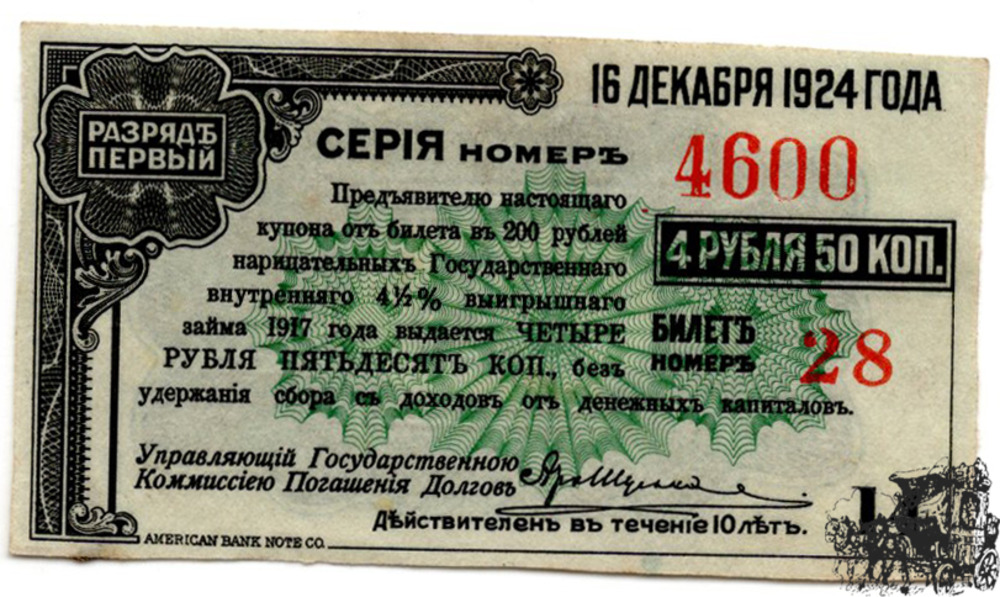 16 ДЕКАБРЯ 1924 ГОДА
РАЗРЯДЪ
ПЕРВЫЙ
СЕРІЯ НОМЕРЪ
4600
Предъявителю настоящаго
купона отъ билета въ 200 рублей
нарицательныхъ Государственнаго
внутренняго 4½% выигрышнаго
займа 1917 года выдается ЧЕТЫРЕ
РУБЛЯ ПЯТЬДЕСЯТЪ КОП., безъ
удержанія сбора съ доходовъ отъ денежныхъ капиталовъ.
4 РУБЛЯ 50 КОП.
БИЛЕТЪ
НОМЕРЪ
28
Управляющій Государственною
Коммиссіею Погашенія Долговъ
Дѣйствителенъ въ теченіе 10 лѣтъ.
AMERICAN BANK NOTE CO.